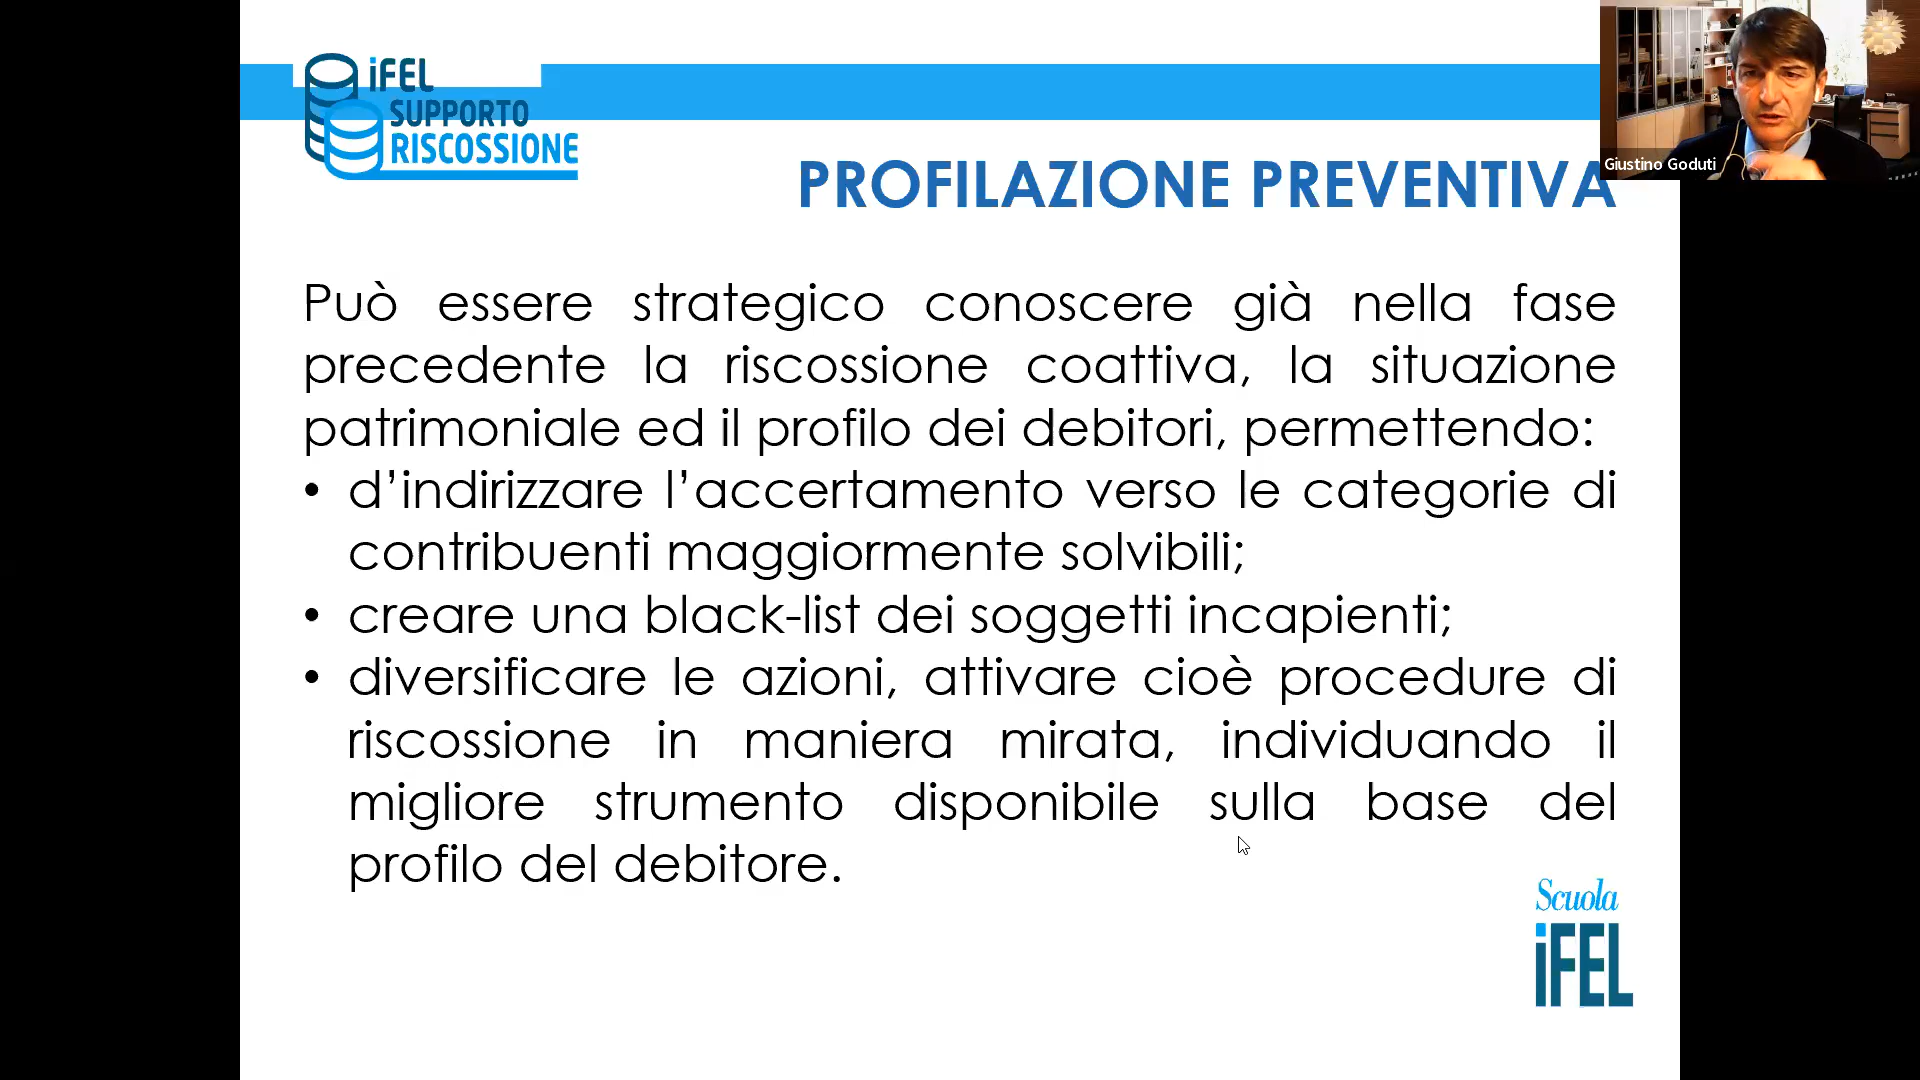 iFEL
SUPPORTO
RISCOSSIONE
Giustino Goduti
PROFILAZIONE PREVENTIVA
Può essere strategico conoscere già nella fase
precedente la riscossione coattiva, la situazione
patrimoniale ed il profilo dei debitori, permettendo:
• d’indirizzare l’accertamento verso le categorie di
contribuenti maggiormente solvibili;
• creare una black-list dei soggetti incapienti;
• diversificare le azioni, attivare cioè procedure di
riscossione in maniera mirata, individuando il
migliore strumento disponibile sulla base del
profilo del debitore.
Scuola
iFEL